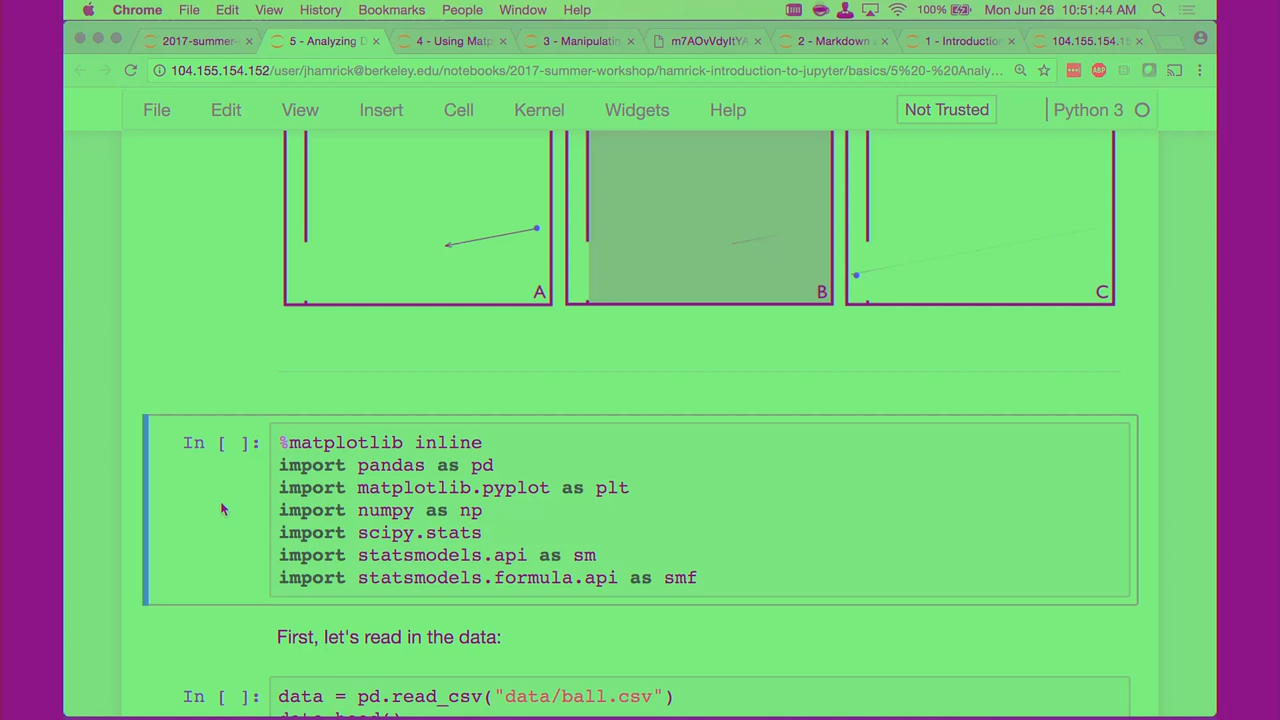 Chrome File Edit View History Bookmarks People Window Help 100% Mon Jun 26 10:51:44 AM
2017-summer- 5 - Analyzing D 4 - Using Matp 3 - Manipulatin m7AOvVdyItYA 2 - Markdown a 1 - Introduction 104.155.154.15
104.155.154.152/user/jhamrick@berkeley.edu/notebooks/2017-summer-workshop/hamrick-introduction-to-jupyter/basics/5%20-%20Analy...
File Edit View Insert Cell Kernel Widgets Help Not Trusted Python 3
A B C
In [ ]: %matplotlib inline
import pandas as pd
import matplotlib.pyplot as plt
import numpy as np
import scipy.stats
import statsmodels.api as sm
import statsmodels.formula.api as smf
First, let's read in the data:
In [ ]: data = pd.read_csv("data/ball.csv")
data.head()